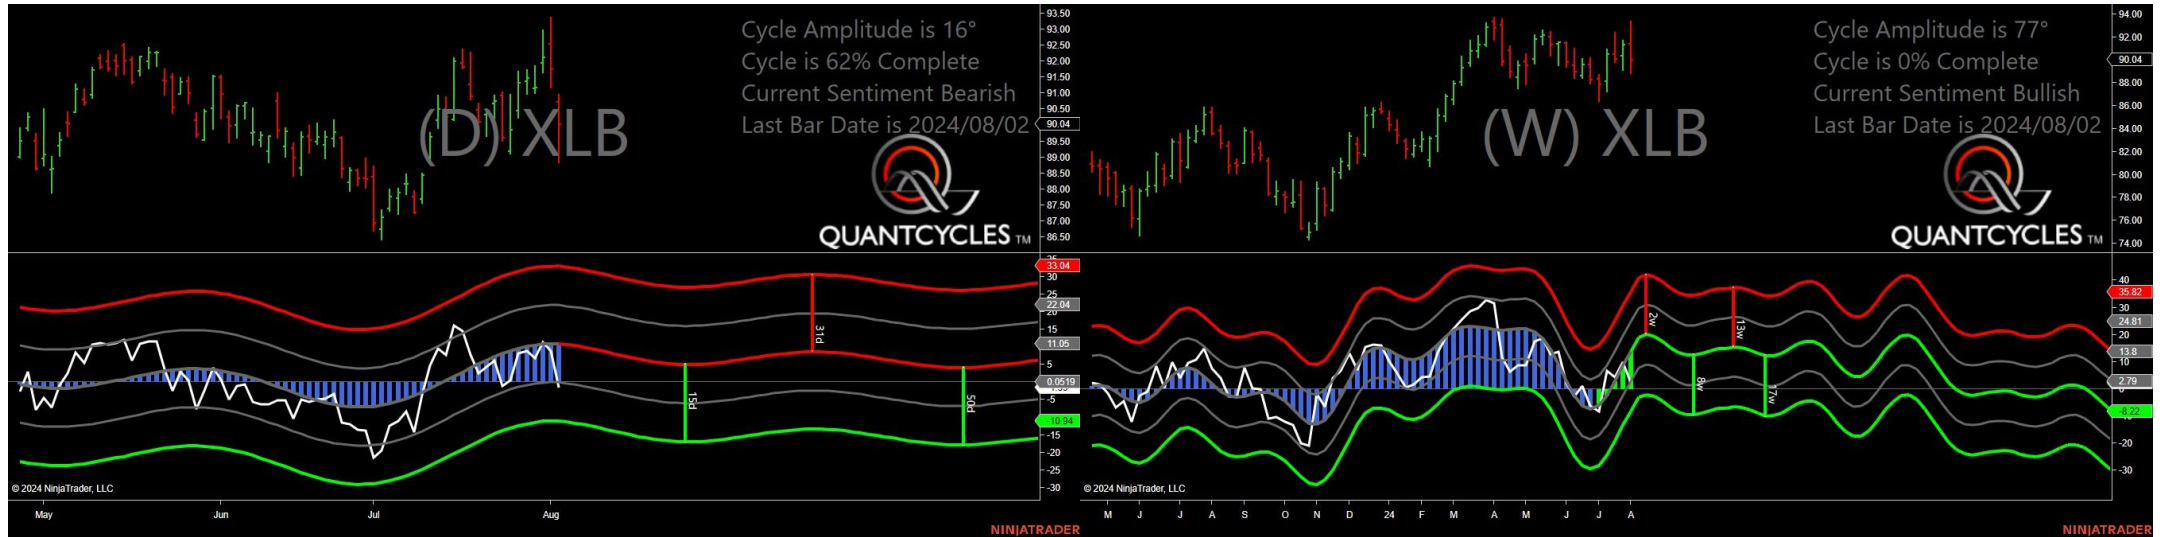 Cycle Amplitude is 16°
Cycle is 62% Complete
Current Sentiment Bearish
Last Bar Date is 2024/08/02
(D) XLB
QUANTCYCLES TM
93.50
93.00
92.50
92.00
91.50
91.00
90.50
90.04
89.50
89.00
88.50
88.00
87.50
87.00
86.50
33.04
30
25
22.04
20
15
11.05
5
0.0519
-5
-10.94
-15
-20
-25
-30
31d
15d
50d
© 2024 NinjaTrader, LLC
May Jun Jul Aug
NINJATRADER
Cycle Amplitude is 77°
Cycle is 0% Complete
Current Sentiment Bullish
Last Bar Date is 2024/08/02
(W) XLB
QUANTCYCLES TM
94.00
92.00
90.04
88.00
86.00
84.00
82.00
80.00
78.00
76.00
74.00
40
35.82
30
24.81
20
13.8
10
2.79
-8.22
-20
-30
2w
13w
8w
17w
© 2024 NinjaTrader, LLC
M J J A S O N D 24 F M A M J J A
NINJATRADER